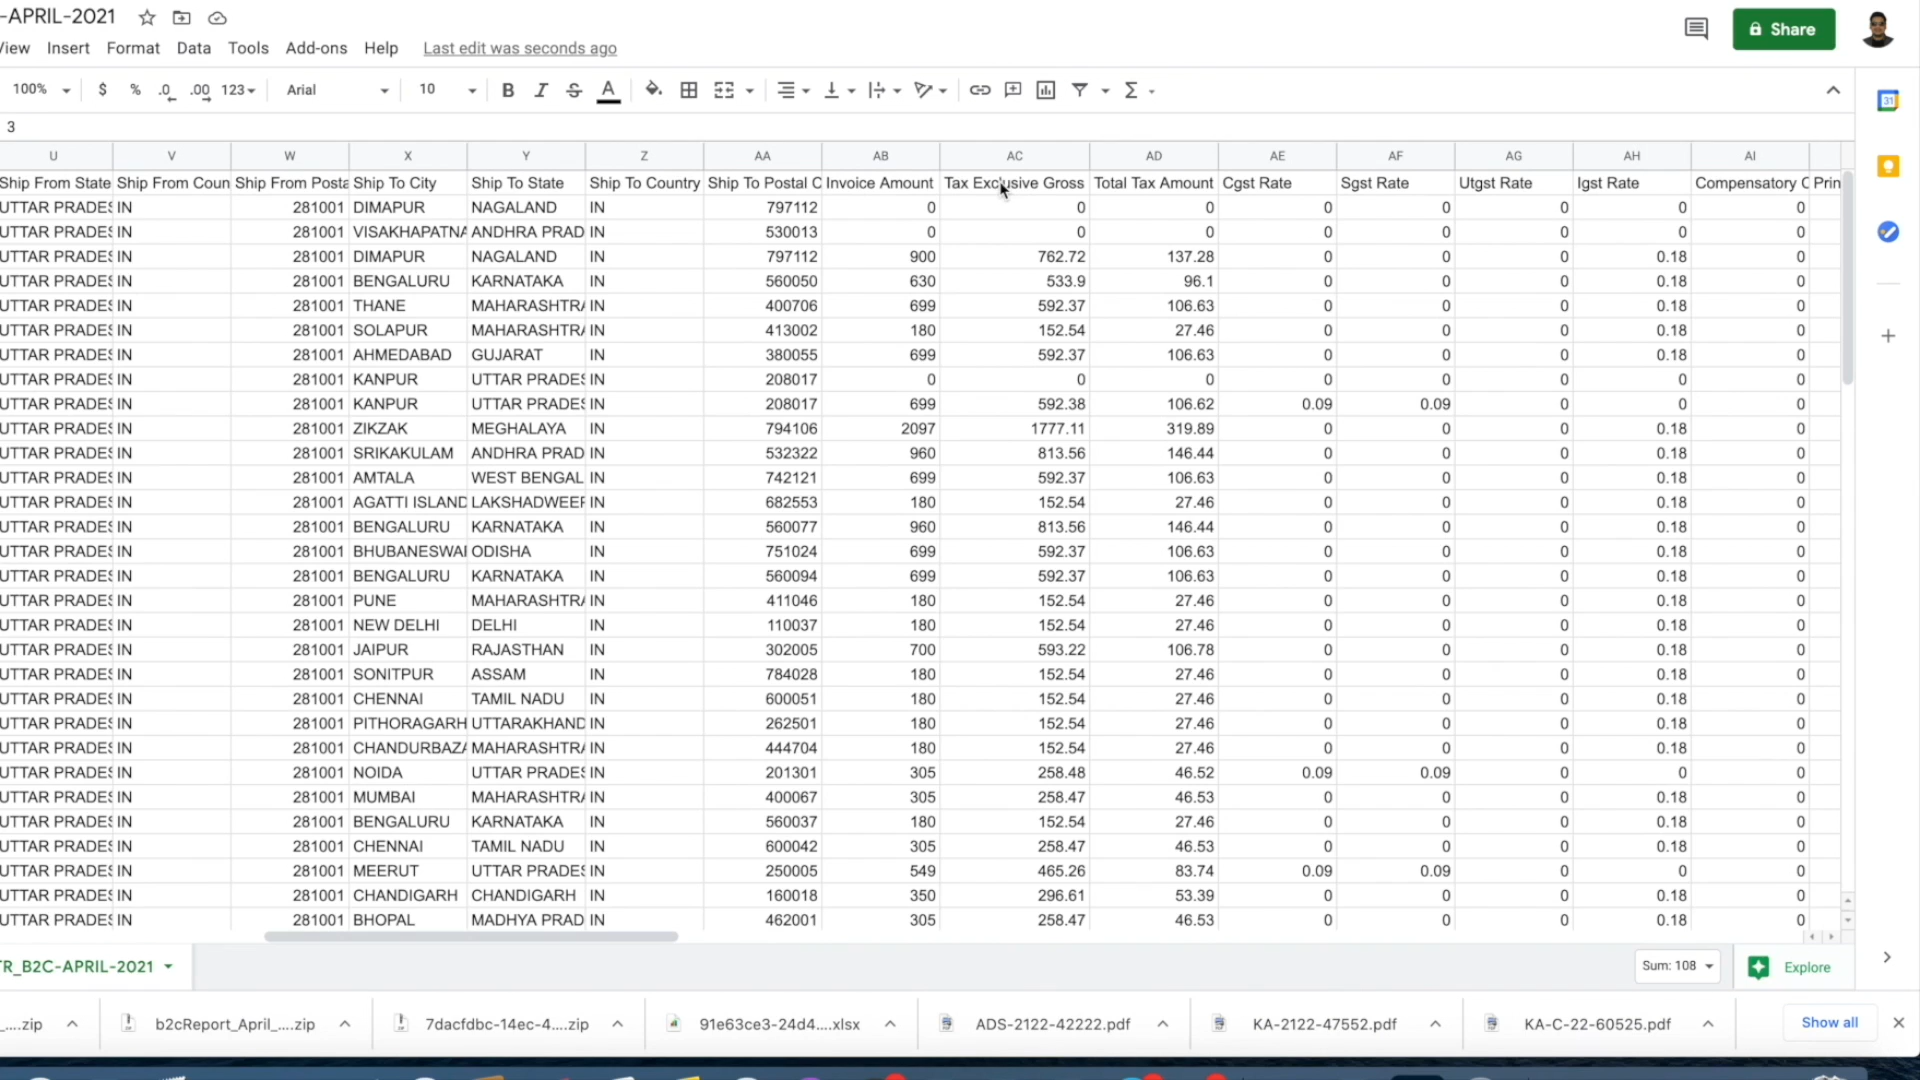 -APRIL-2021
View Insert Format Data Tools Add-ons Help Last edit was seconds ago
Share
100% $ % .0 .00 123 Arial 10 B I S A
31
3
U V W X Y Z AA AB AC AD AE AF AG AH AI
Ship From State Ship From Coun Ship From Posta Ship To City Ship To State Ship To Country Ship To Postal C Invoice Amount Tax Exclusive Gross Total Tax Amount Cgst Rate Sgst Rate Utgst Rate Igst Rate Compensatory C Prin
UTTAR PRADES IN 281001 DIMAPUR NAGALAND IN 797112 0 0 0 0 0 0 0 0
UTTAR PRADES IN 281001 VISAKHAPATNA ANDHRA PRAD IN 530013 0 0 0 0 0 0 0 0
UTTAR PRADES IN 281001 DIMAPUR NAGALAND IN 797112 900 762.72 137.28 0 0 0 0.18 0
UTTAR PRADES IN 281001 BENGALURU KARNATAKA IN 560050 630 533.9 96.1 0 0 0 0.18 0
UTTAR PRADES IN 281001 THANE MAHARASHTRA IN 400706 699 592.37 106.63 0 0 0 0.18 0
UTTAR PRADES IN 281001 SOLAPUR MAHARASHTRA IN 413002 180 152.54 27.46 0 0 0 0.18 0
UTTAR PRADES IN 281001 AHMEDABAD GUJARAT IN 380055 699 592.37 106.63 0 0 0 0.18 0
UTTAR PRADES IN 281001 KANPUR UTTAR PRADES IN 208017 0 0 0 0 0 0 0 0
UTTAR PRADES IN 281001 KANPUR UTTAR PRADES IN 208017 699 592.38 106.62 0.09 0.09 0 0 0
UTTAR PRADES IN 281001 ZIKZAK MEGHALAYA IN 794106 2097 1777.11 319.89 0 0 0 0.18 0
UTTAR PRADES IN 281001 SRIKAKULAM ANDHRA PRAD IN 532322 960 813.56 146.44 0 0 0 0.18 0
UTTAR PRADES IN 281001 AMTALA WEST BENGAL IN 742121 699 592.37 106.63 0 0 0 0.18 0
UTTAR PRADES IN 281001 AGATTI ISLAND LAKSHADWEEP IN 682553 180 152.54 27.46 0 0 0 0.18 0
UTTAR PRADES IN 281001 BENGALURU KARNATAKA IN 560077 960 813.56 146.44 0 0 0 0.18 0
UTTAR PRADES IN 281001 BHUBANESWAR ODISHA IN 751024 699 592.37 106.63 0 0 0 0.18 0
UTTAR PRADES IN 281001 BENGALURU KARNATAKA IN 560094 699 592.37 106.63 0 0 0 0.18 0
UTTAR PRADES IN 281001 PUNE MAHARASHTRA IN 411046 180 152.54 27.46 0 0 0 0.18 0
UTTAR PRADES IN 281001 NEW DELHI DELHI IN 110037 180 152.54 27.46 0 0 0 0.18 0
UTTAR PRADES IN 281001 JAIPUR RAJASTHAN IN 302005 700 593.22 106.78 0 0 0 0.18 0
UTTAR PRADES IN 281001 SONITPUR ASSAM IN 784028 180 152.54 27.46 0 0 0 0.18 0
UTTAR PRADES IN 281001 CHENNAI TAMIL NADU IN 600051 180 152.54 27.46 0 0 0 0.18 0
UTTAR PRADES IN 281001 PITHORAGARH UTTARAKHAND IN 262501 180 152.54 27.46 0 0 0 0.18 0
UTTAR PRADES IN 281001 CHANDURBAZA MAHARASHTRA IN 444704 180 152.54 27.46 0 0 0 0.18 0
UTTAR PRADES IN 281001 NOIDA UTTAR PRADES IN 201301 305 258.48 46.52 0.09 0.09 0 0 0
UTTAR PRADES IN 281001 MUMBAI MAHARASHTRA IN 400067 305 258.47 46.53 0 0 0 0.18 0
UTTAR PRADES IN 281001 BENGALURU KARNATAKA IN 560037 180 152.54 27.46 0 0 0 0.18 0
UTTAR PRADES IN 281001 CHENNAI TAMIL NADU IN 600042 305 258.47 46.53 0 0 0 0.18 0
UTTAR PRADES IN 281001 MEERUT UTTAR PRADES IN 250005 549 465.26 83.74 0.09 0.09 0 0 0
UTTAR PRADES IN 281001 CHANDIGARH CHANDIGARH IN 160018 350 296.61 53.39 0 0 0 0.18 0
UTTAR PRADES IN 281001 BHOPAL MADHYA PRAD IN 462001 305 258.47 46.53 0 0 0 0.18 0
TR_B2C-APRIL-2021 Sum: 108 Explore
_....zip b2cReport_April_....zip 7dacfdbc-14ec-4....zip 91e63ce3-24d4....xlsx ADS-2122-42222.pdf KA-2122-47552.pdf KA-C-22-60525.pdf Show all